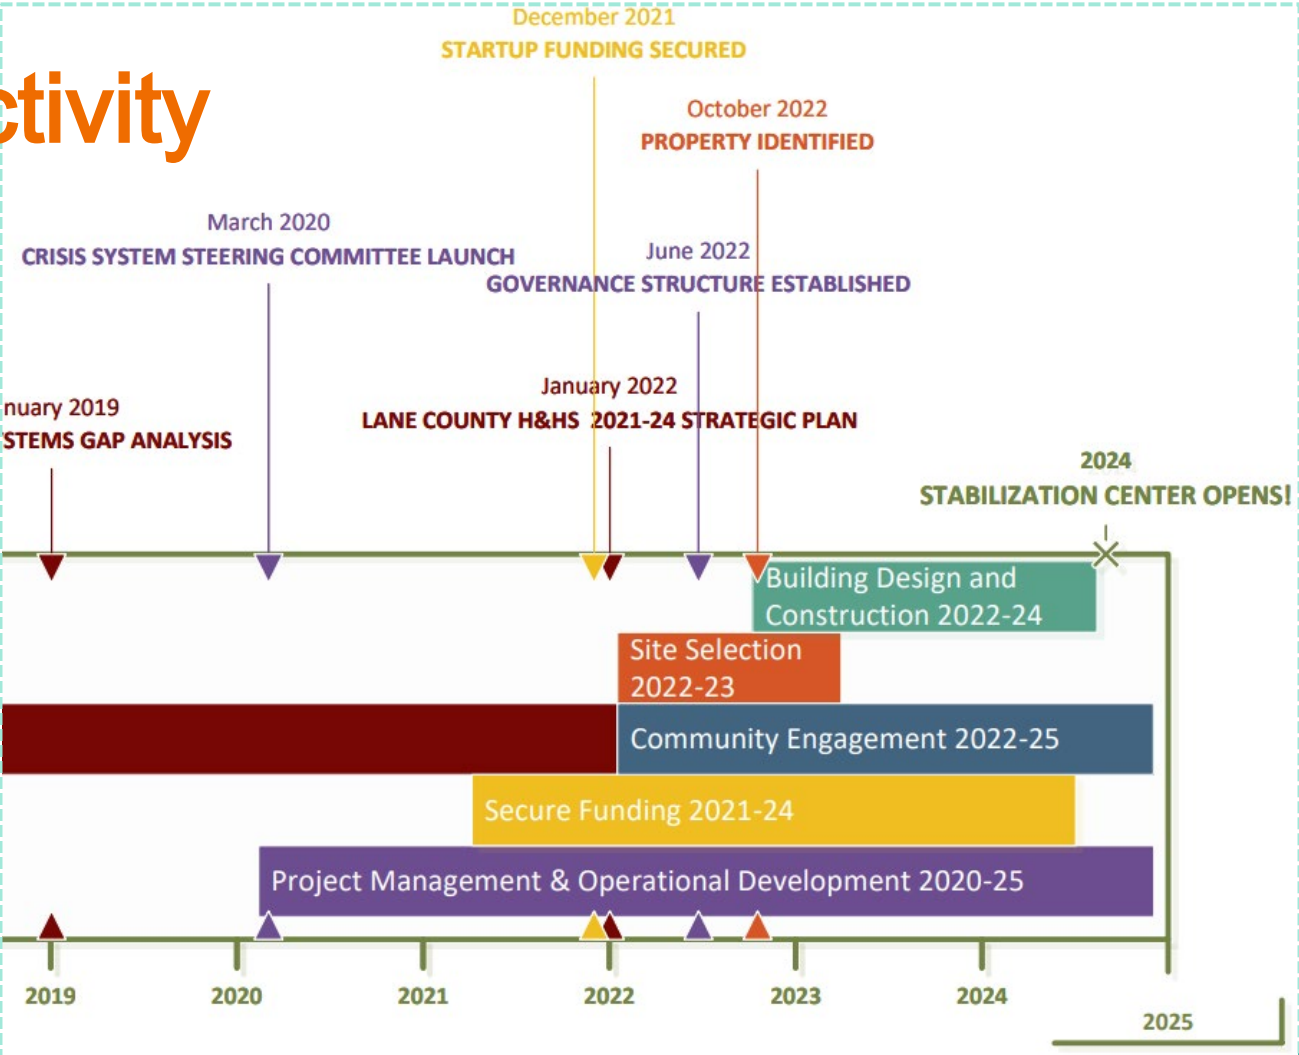 ctivity
December 2021
STARTUP FUNDING SECURED
October 2022
PROPERTY IDENTIFIED
March 2020
CRISIS SYSTEM STEERING COMMITTEE LAUNCH
June 2022
GOVERNANCE STRUCTURE ESTABLISHED
January 2022
LANE COUNTY H&HS 2021-24 STRATEGIC PLAN
nuary 2019
STEMS GAP ANALYSIS
2024
STABILIZATION CENTER OPENS!
Building Design and
Construction 2022-24
Site Selection
2022-23
Community Engagement 2022-25
Secure Funding 2021-24
Project Management & Operational Development 2020-25
2019
2020
2021
2022
2023
2024
2025